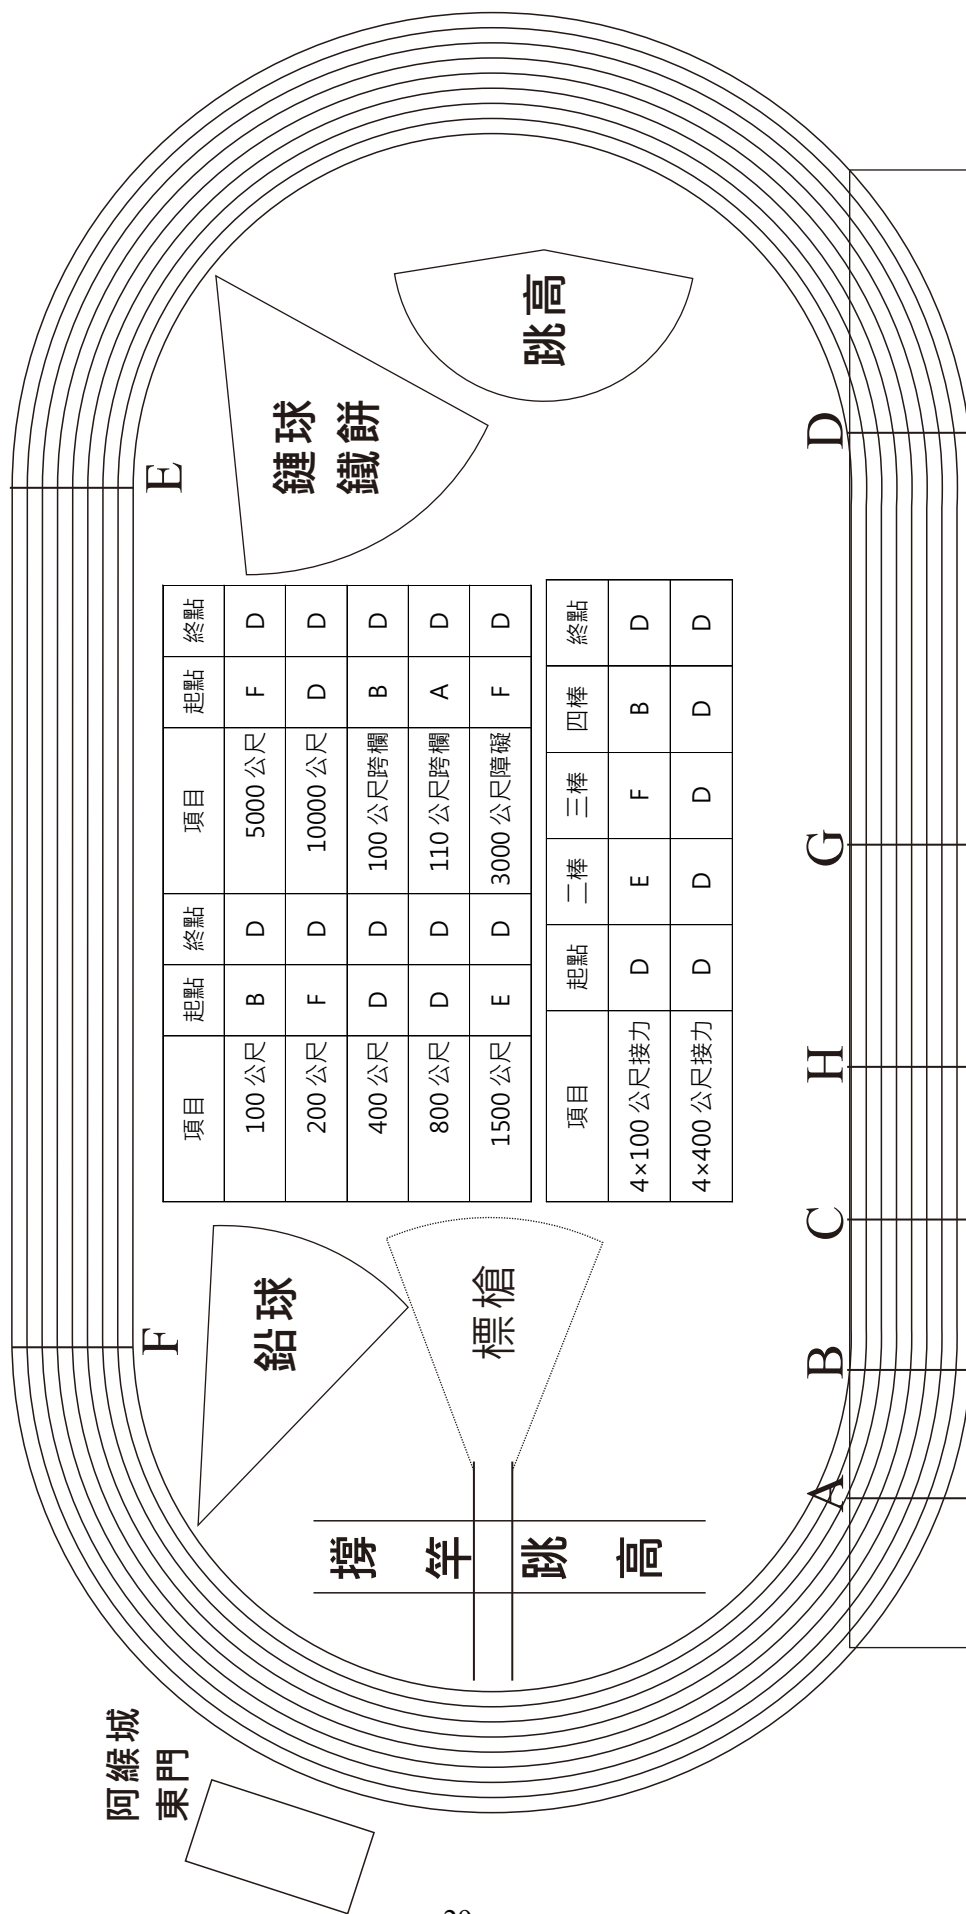 阿緱城
東門
F
E
鉛球
鏈球
鐵餅
項目 起點 終點 項目 起點 終點
100 公尺 B D 5000 公尺 F D
200 公尺 F D 10000 公尺 D D
400 公尺 D D 100 公尺跨欄 B D
800 公尺 D D 110 公尺跨欄 A D
1500 公尺 E D 3000 公尺障礙 F D
撐竿跳高
標槍
跳高
項目 起點 二棒 三棒 四棒 終點
4×100 公尺接力 D E F B D
4×400 公尺接力 D D D D D
A B C H G D